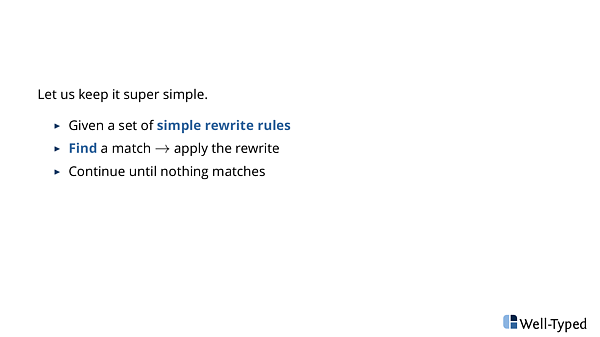 Let us keep it super simple.
▸ Given a set of simple rewrite rules
▸ Find a match → apply the rewrite
▸ Continue until nothing matches
Well-Typed